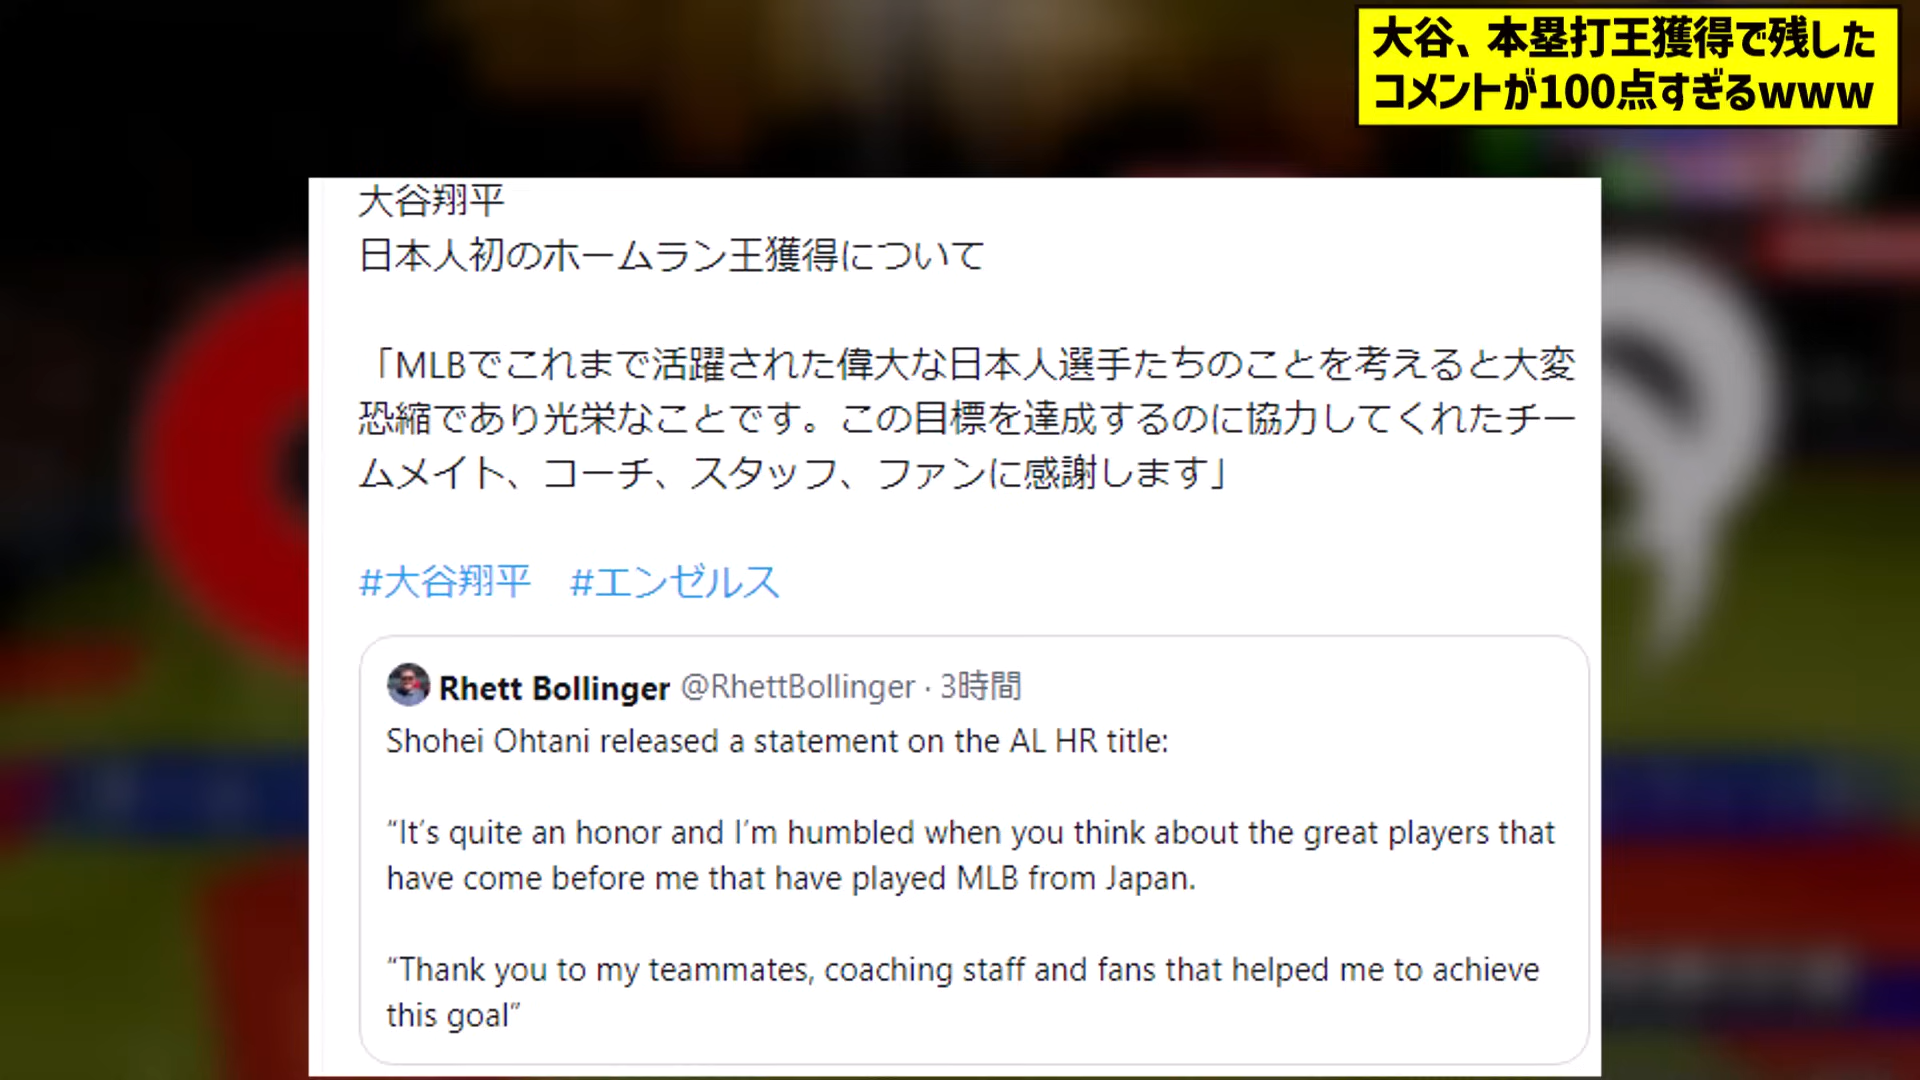 大谷、本塁打王獲得で残した
コメントが100点すぎるwww
大谷翔平
日本人初のホームラン王獲得について
「MLBでこれまで活躍された偉大な日本人選手たちのことを考えると大変
恐縮であり光栄なことです。この目標を達成するのに協力してくれたチー
ムメイト、コーチ、スタッフ、ファンに感謝します」
#大谷翔平 #エンゼルス
Rhett Bollinger @RhettBollinger · 3時間
Shohei Ohtani released a statement on the AL HR title:
“It’s quite an honor and I’m humbled when you think about the great players that
have come before me that have played MLB from Japan.
“Thank you to my teammates, coaching staff and fans that helped me to achieve
this goal”